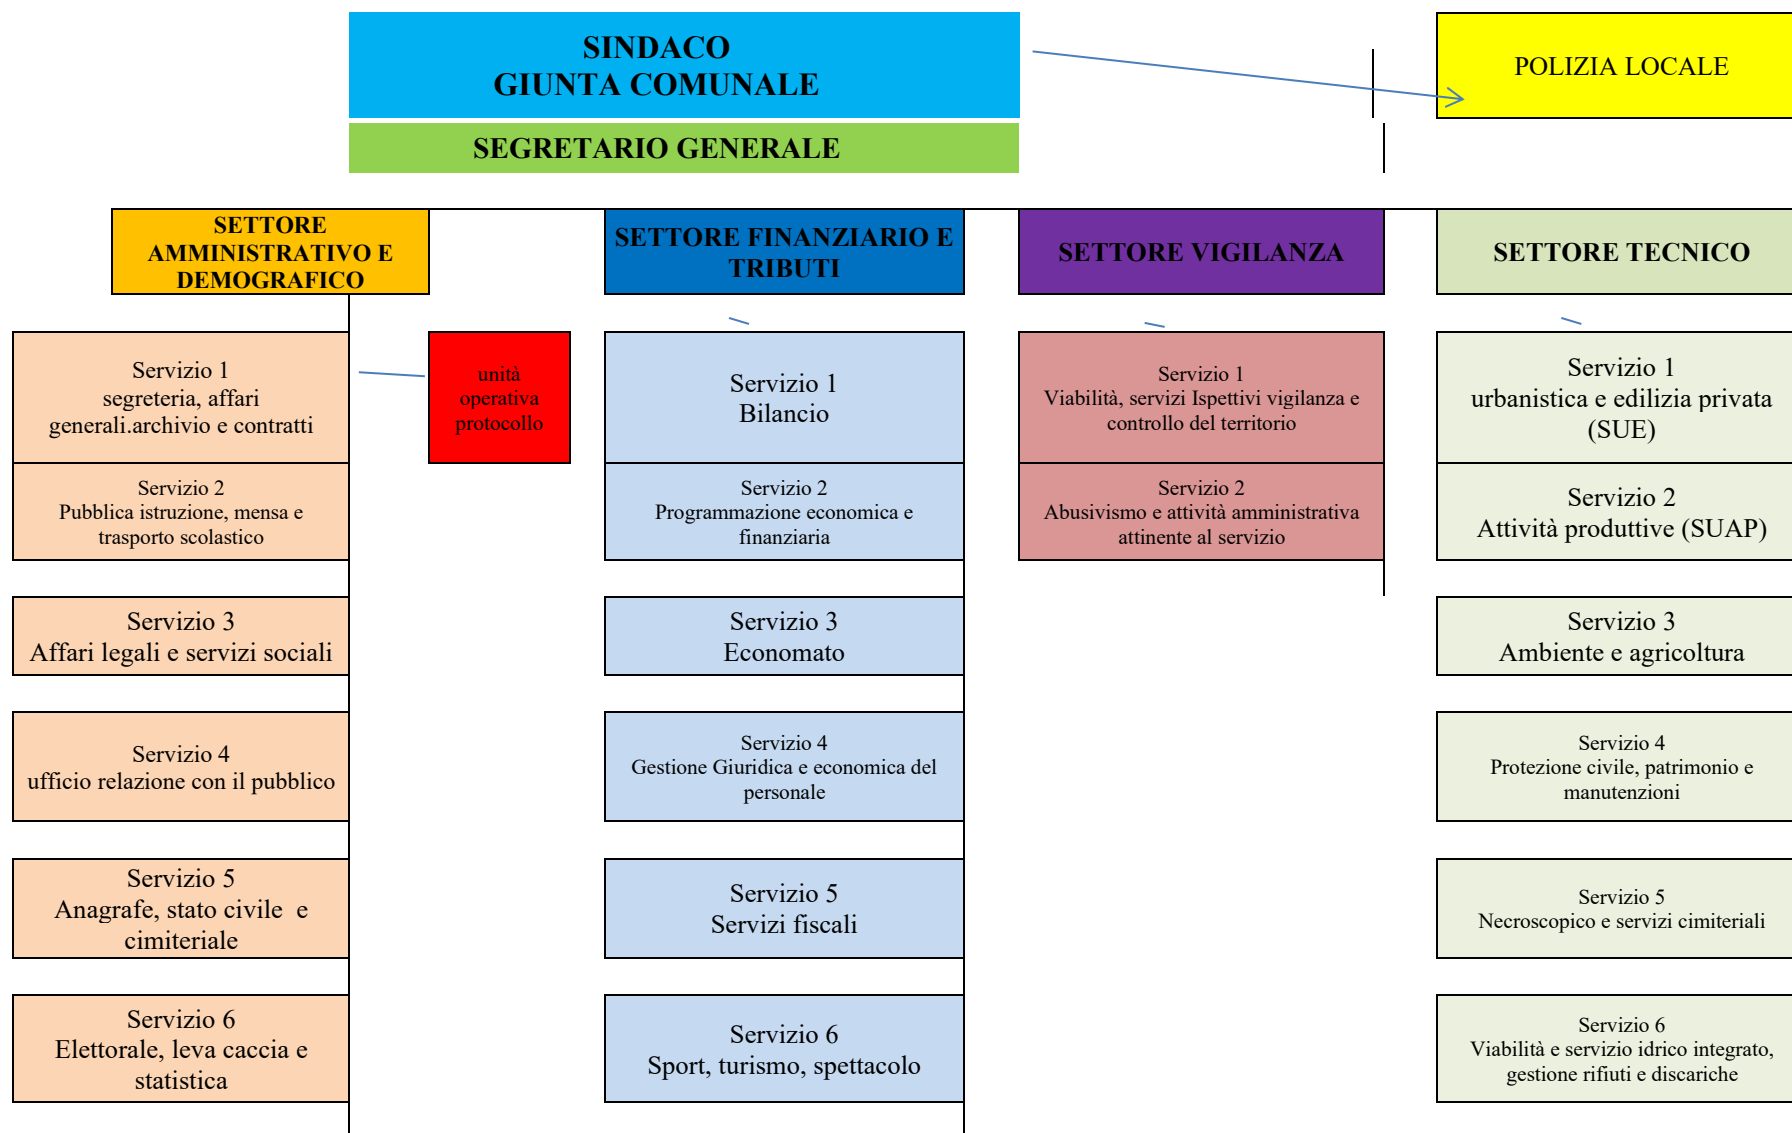 SINDACO
GIUNTA COMUNALE
POLIZIA LOCALE
SEGRETARIO GENERALE
SETTORE
AMMINISTRATIVO E
DEMOGRAFICO
SETTORE FINANZIARIO E
TRIBUTI
SETTORE VIGILANZA
SETTORE TECNICO
Servizio 1
segreteria, affari
generali.archivio e contratti
unità
operativa
protocollo
Servizio 1
Bilancio
Servizio 1
Viabilità, servizi Ispettivi vigilanza e
controllo del territorio
Servizio 1
urbanistica e edilizia privata
(SUE)
Servizio 2
Pubblica istruzione, mensa e
trasporto scolastico
Servizio 2
Programmazione economica e
finanziaria
Servizio 2
Abusivismo e attività amministrativa
attinente al servizio
Servizio 2
Attività produttive (SUAP)
Servizio 3
Affari legali e servizi sociali
Servizio 3
Economato
Servizio 3
Ambiente e agricoltura
Servizio 4
ufficio relazione con il pubblico
Servizio 4
Gestione Giuridica e economica del
personale
Servizio 4
Protezione civile, patrimonio e
manutenzioni
Servizio 5
Anagrafe, stato civile  e
cimiteriale
Servizio 5
Servizi fiscali
Servizio 5
Necroscopico e servizi cimiteriali
Servizio 6
Elettorale, leva caccia e
statistica
Servizio 6
Sport, turismo, spettacolo
Servizio 6
Viabilità e servizio idrico integrato,
gestione rifiuti e discariche